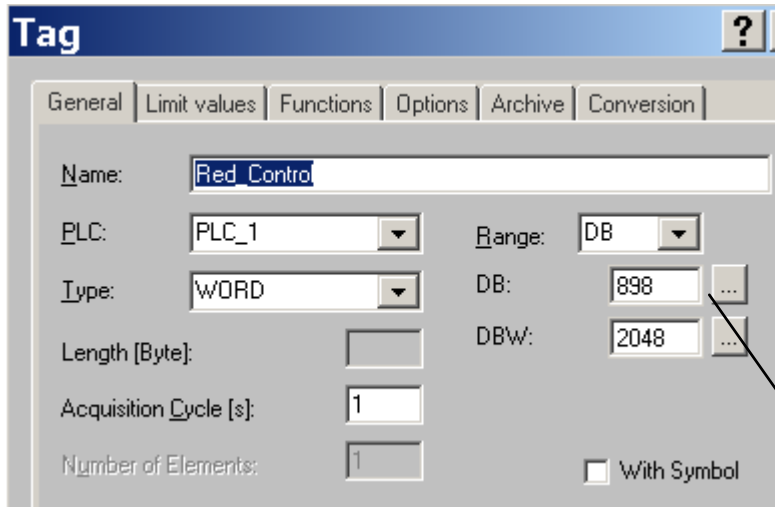 Tag ?
General Limit values Functions Options Archive Conversion
Name: Red_Control
PLC: PLC_1 Range: DB
Type: WORD DB: 898 ...
Length [Byte]: DBW: 2048 ...
Acquisition Cycle [s]: 1
Number of Elements: 1 With Symbol